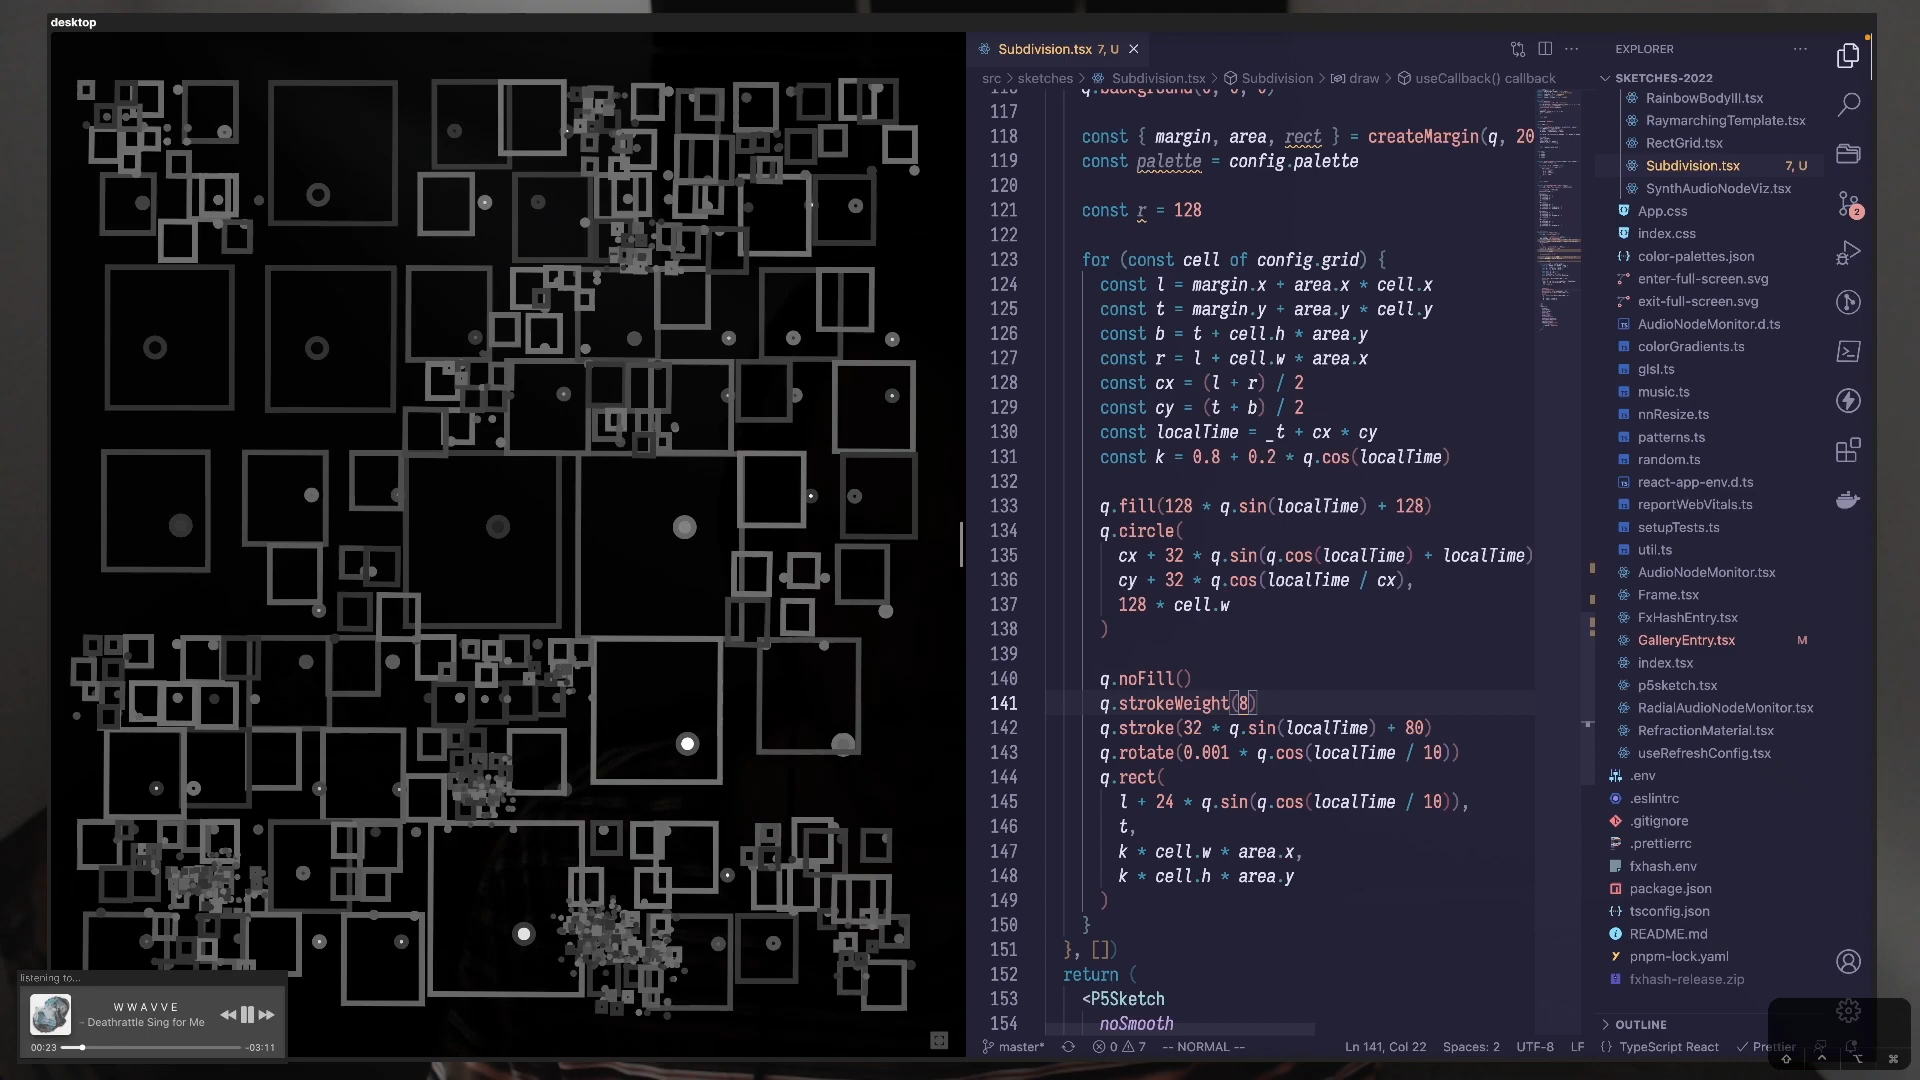 desktop
Subdivision.tsx 7, U
src > sketches > Subdivision.tsx > Subdivision > draw > useCallback() callback
116 q.background(0, 0, 0)
117
118 const { margin, area, rect } = createMargin(q, 20
119 const palette = config.palette
120
121 const r = 128
122
123 for (const cell of config.grid) {
124 const l = margin.x + area.x * cell.x
125 const t = margin.y + area.y * cell.y
126 const b = t + cell.h * area.y
127 const r = l + cell.w * area.x
128 const cx = (l + r) / 2
129 const cy = (t + b) / 2
130 const localTime = _t + cx * cy
131 const k = 0.8 + 0.2 * q.cos(localTime)
132
133 q.fill(128 * q.sin(localTime) + 128)
134 q.circle(
135 cx + 32 * q.sin(q.cos(localTime) + localTime)
136 cy + 32 * q.cos(localTime / cx),
137 128 * cell.w
138 )
139
140 q.noFill()
141 q.strokeWeight(8)
142 q.stroke(32 * q.sin(localTime) + 80)
143 q.rotate(0.001 * q.cos(localTime / 10))
144 q.rect(
145 l + 24 * q.sin(q.cos(localTime / 10)),
146 t,
147 k * cell.w * area.x,
148 k * cell.h * area.y
149 )
150 }
151 }, [])
152 return (
153 <P5Sketch
154 noSmooth
master* 0 7 -- NORMAL -- Ln 141, Col 22 Spaces: 2 UTF-8 LF {} TypeScript React Prettier
EXPLORER
SKETCHES-2022
RainbowBodyIII.tsx
RaymarchingTemplate.tsx
RectGrid.tsx
Subdivision.tsx 7, U
SynthAudioNodeViz.tsx
App.css
index.css
color-palettes.json
enter-full-screen.svg
exit-full-screen.svg
AudioNodeMonitor.d.ts
colorGradients.ts
glsl.ts
music.ts
nnResize.ts
patterns.ts
random.ts
react-app-env.d.ts
reportWebVitals.ts
setupTests.ts
util.ts
AudioNodeMonitor.tsx
Frame.tsx
FxHashEntry.tsx
GalleryEntry.tsx M
index.tsx
p5sketch.tsx
RadialAudioNodeMonitor.tsx
RefractionMaterial.tsx
useRefreshConfig.tsx
.env
.eslintrc
.gitignore
.prettierrc
fxhash.env
package.json
tsconfig.json
README.md
pnpm-lock.yaml
fxhash-release.zip
OUTLINE
2
listening to...
W W A V V E
- Deathrattle Sing for Me
00:23 -03:11